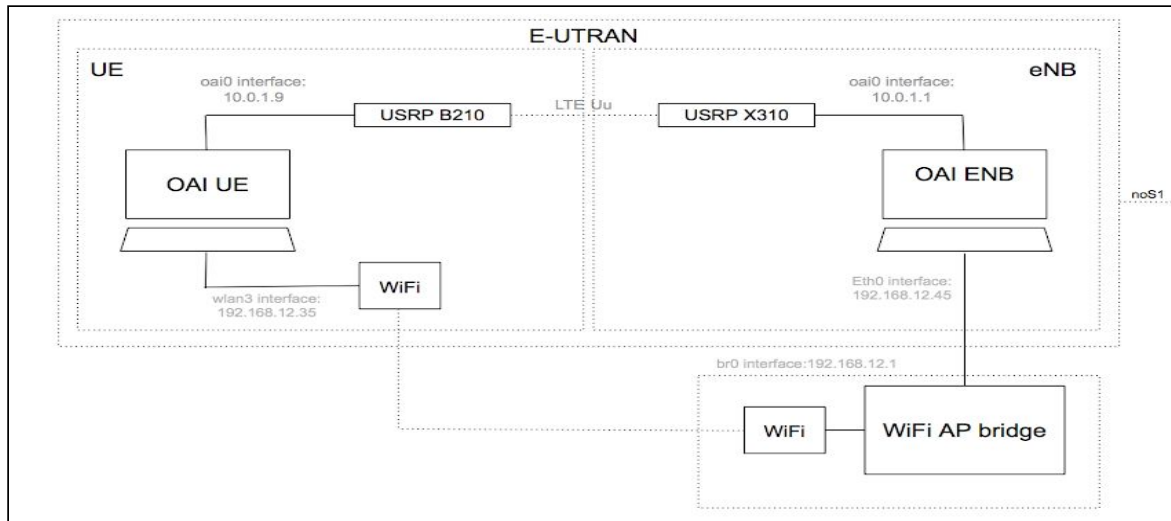 E-UTRAN
UE
eNB
oai0 interface:
10.0.1.9
oai0 interface:
10.0.1.1
USRP B210
LTE Uu
USRP X310
OAI UE
OAI ENB
noS1
WiFi
wlan3 interface:
192.168.12.35
Eth0 interface:
192.168.12.45
br0 interface:192.168.12.1
WiFi
WiFi AP bridge